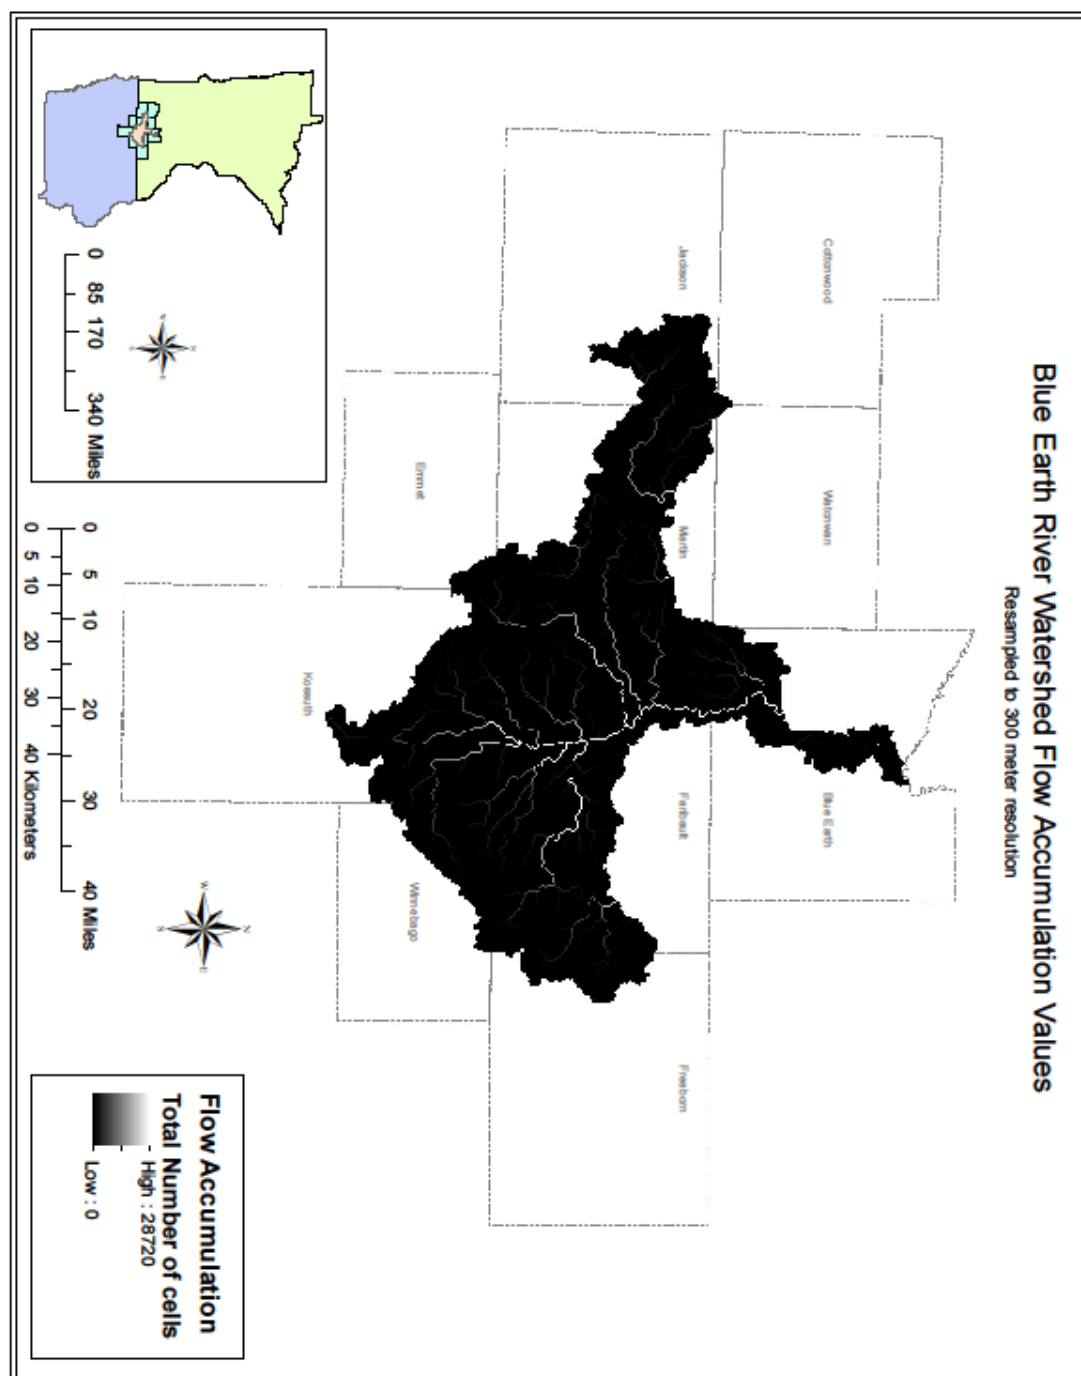 Blue Earth River Watershed Flow Accumulation Values
Resampled to 300 meter resolution
Cottonwood
Watonwan
Blue Earth
Jackson
Martin
Faribault
Freeborn
Emmet
Winnebago
Kossuth
0 85 170 340 Miles
N
W E
S
0 5 10 20 30 40 Miles
0 5 10 20 30 40 Kilometers
N
W E
S
Flow Accumulation
Total Number of cells
High : 28720
Low : 0